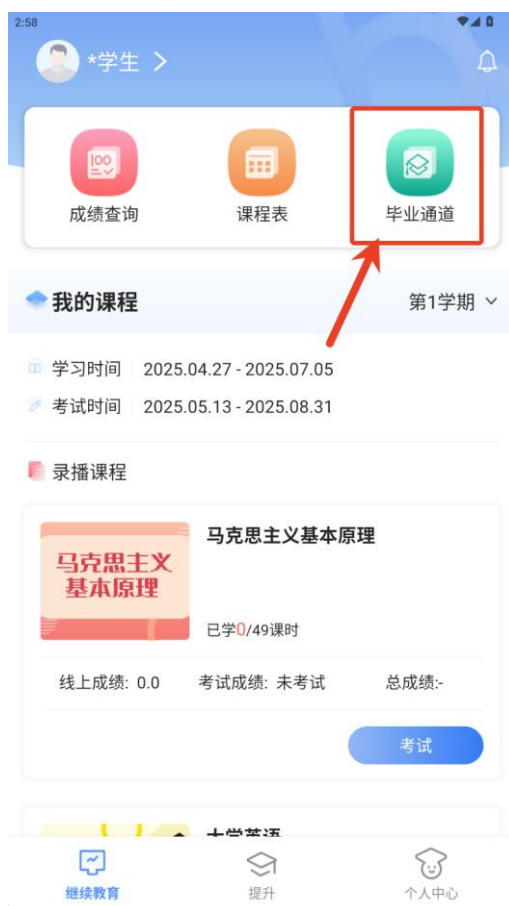 2:58
*学生
成绩查询 课程表 毕业通道
我的课程 第1学期
学习时间 2025.04.27 - 2025.07.05
考试时间 2025.05.13 - 2025.08.31
录播课程
马克思主义基本原理
马克思主义
基本原理
已学0/49课时
线上成绩: 0.0 考试成绩: 未考试 总成绩:-
考试
大学英语
继续教育 提升 个人中心